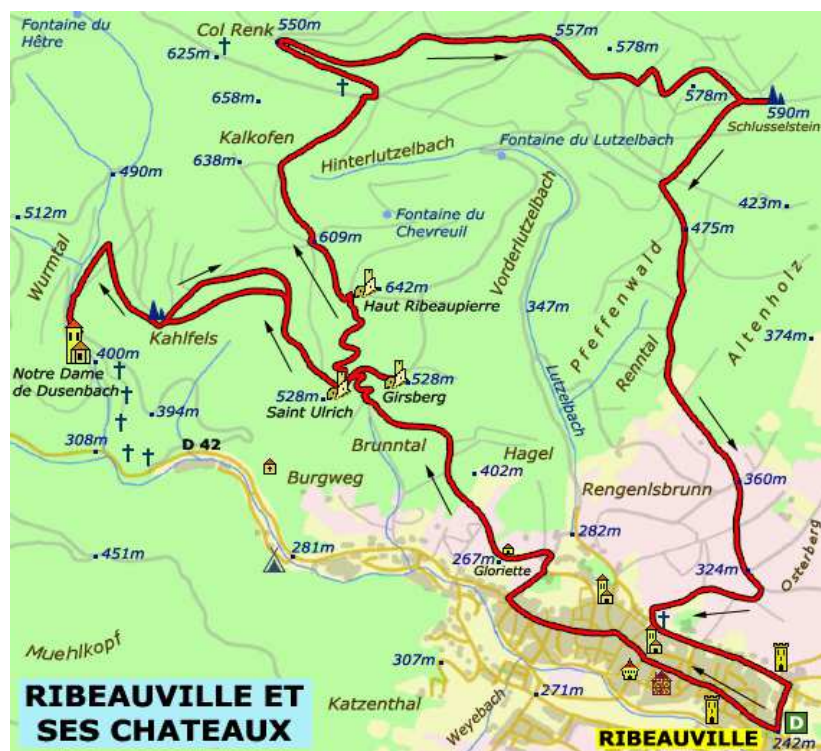 Fontaine du
Hêtre
Col Renk
550m
625m
557m
578m
658m
578m
590m
Schlusselstein
Kalkofen
Hinterlutzelbach
Fontaine du Lutzelbach
638m
490m
512m
Fontaine du
Chevreuil
423m
475m
Wurmtal
609m
Vorderlutzelbach
Pfeffenwald
Altenholz
642m
Haut Ribeaupierre
347m
Renntal
374m
Kahlfels
400m
Notre Dame
de Dusenbach
Lutzelbach
528m
Saint Ulrich
528m
Girsberg
394m
308m
D 42
Brunntal
Hagel
Burgweg
402m
Rengenlsbrunn
360m
282m
451m
281m
267m
Gloriette
324m
Osterberg
Muehlkopf
307m
Katzenthal
271m
Weyebach
RIBEAUVILLE ET
SES CHATEAUX
RIBEAUVILLE
D
242m